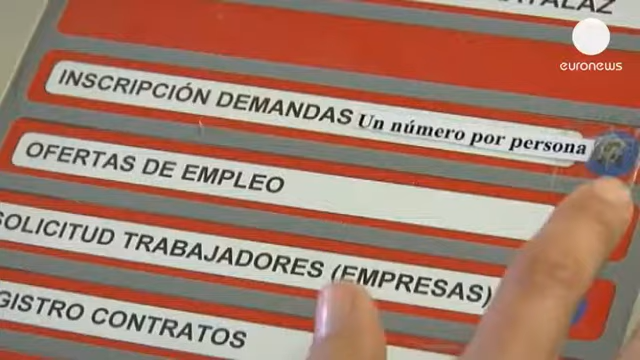 euronews
INSCRIPCIÓN DEMANDAS Un número por persona
OFERTAS DE EMPLEO
SOLICITUD TRABAJADORES (EMPRESAS)
GISTRO CONTRATOS